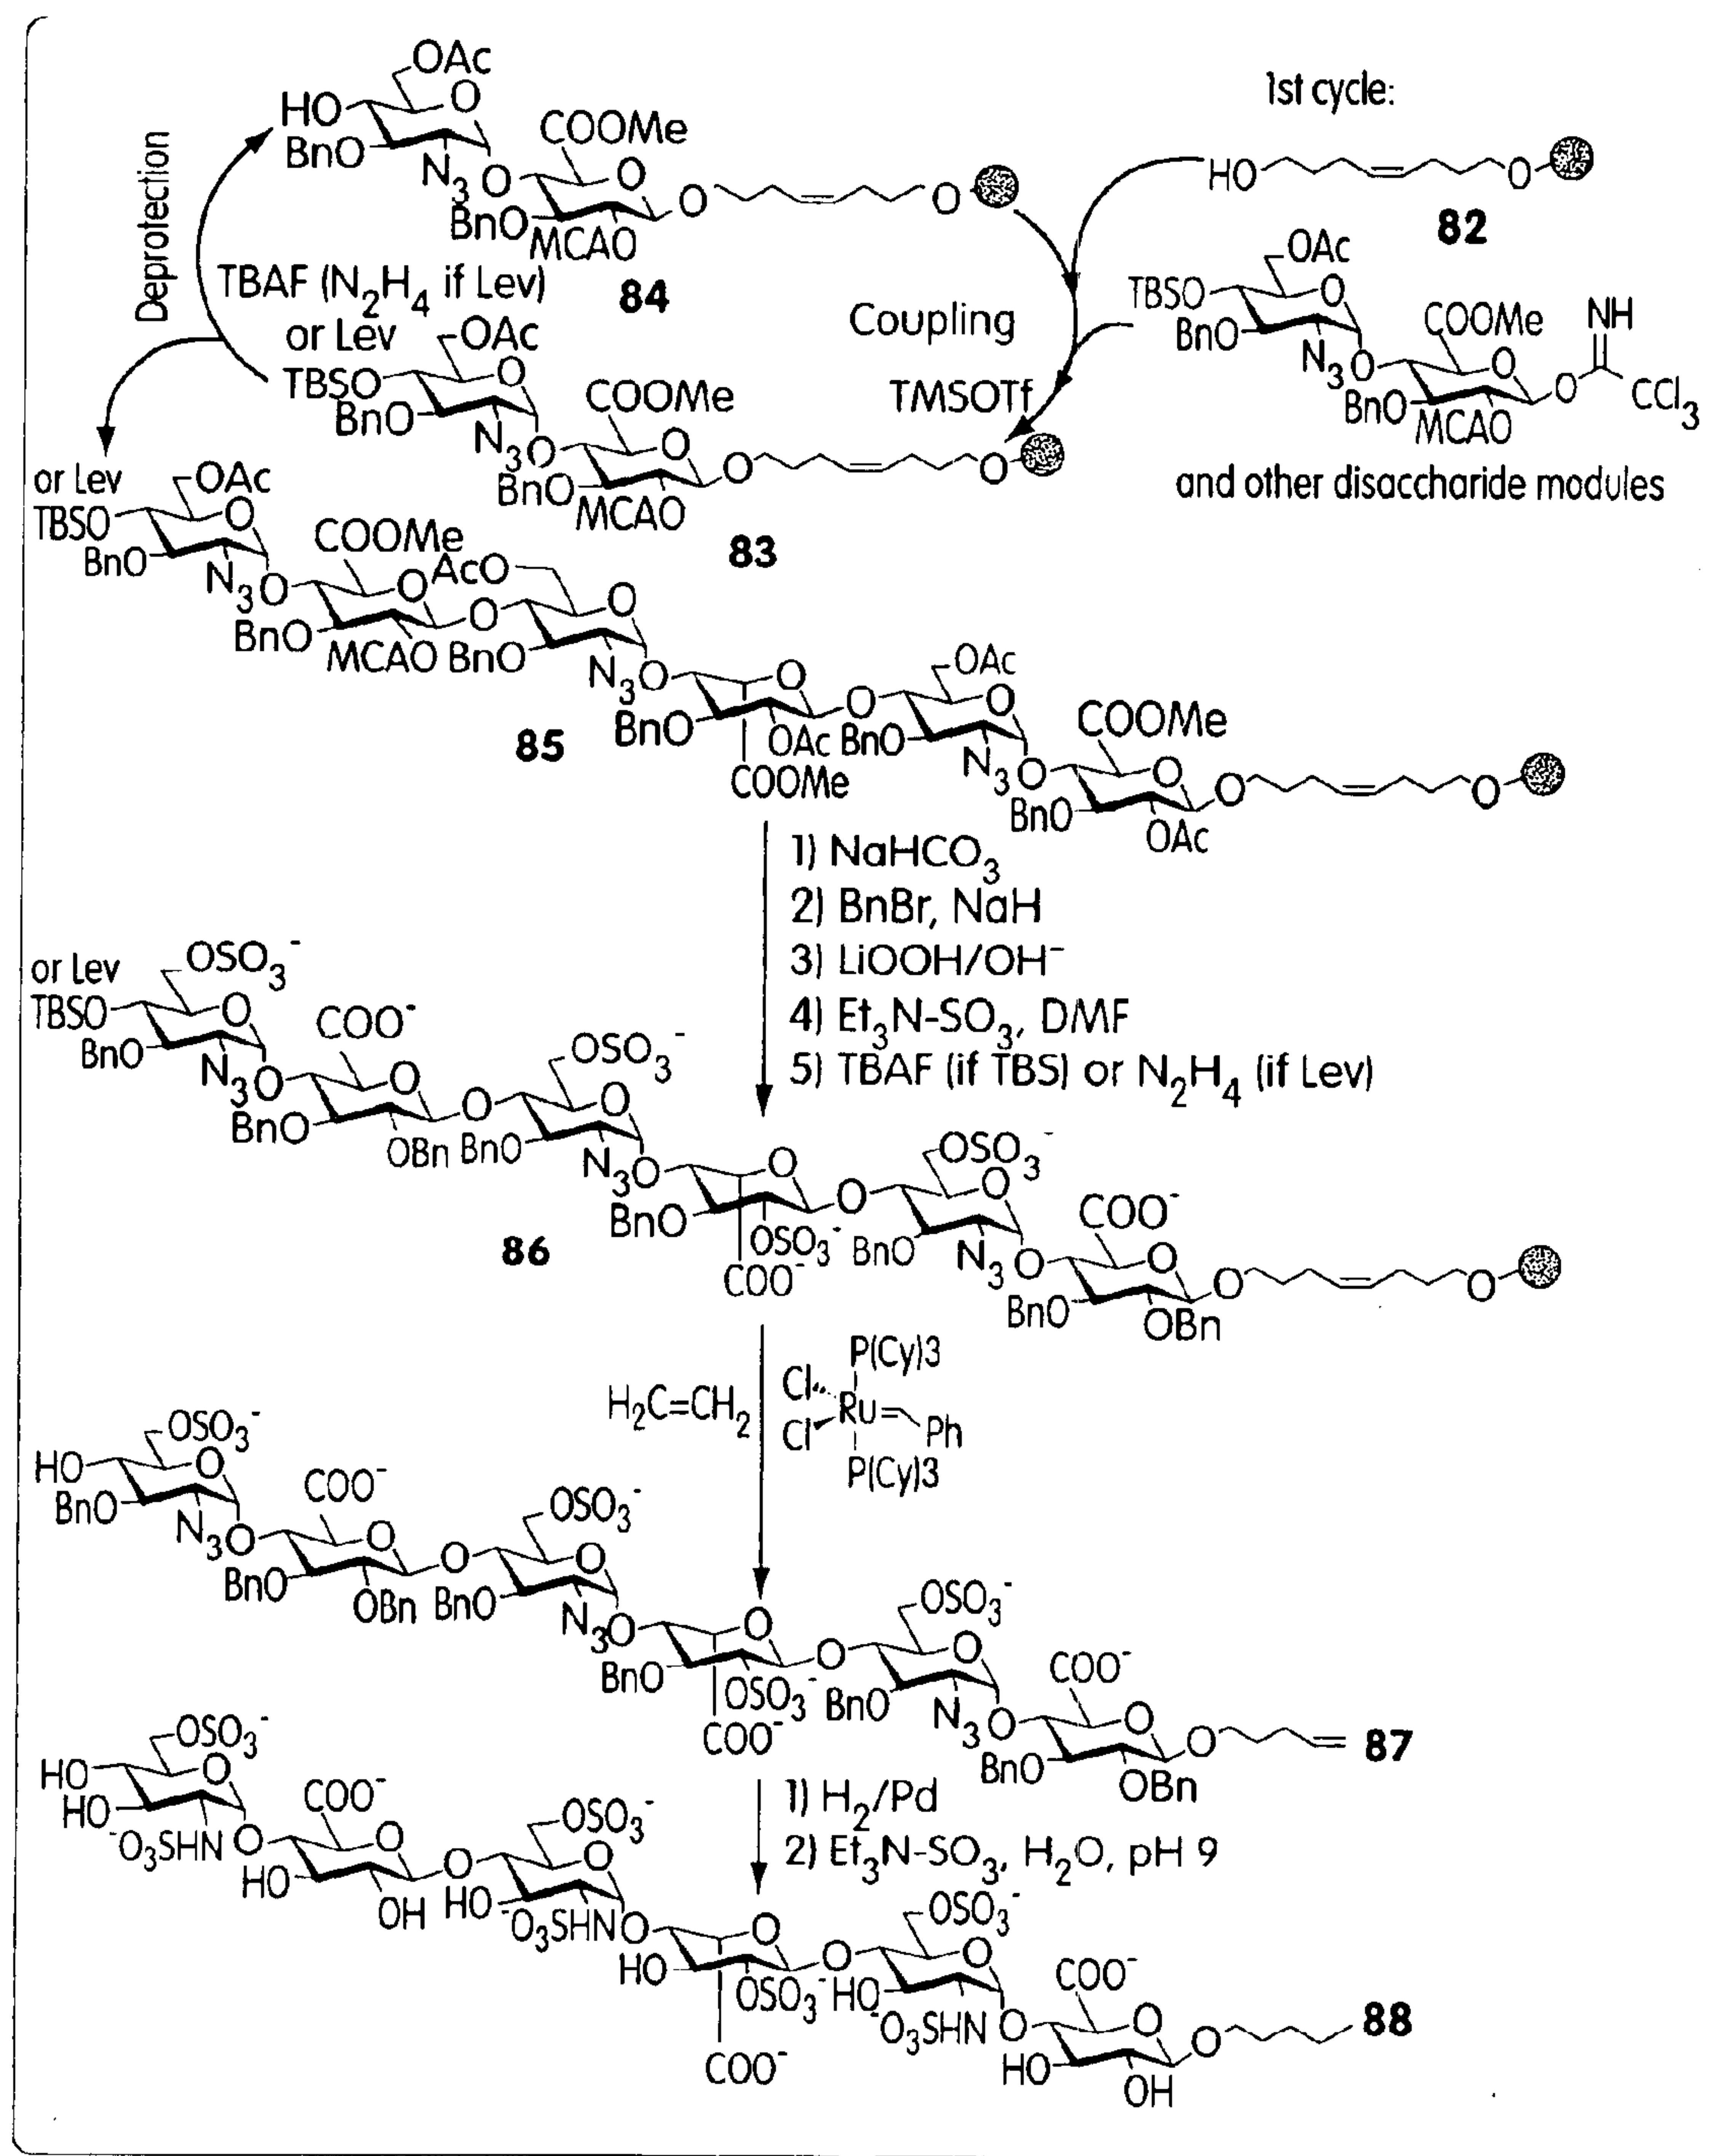 1st cycle:
OAc
HO
O
BnO
N3
O
COOMe
O
O
O
BnO
MCAO
84
HO
O
82
Deprotection
TBAF (N2H4 if Lev)
or Lev
OAc
TBSO
O
BnO
N3
O
COOMe
O
O
O
BnO
MCAO
83
Coupling
TMSOTf
OAc
TBSO
O
BnO
N3
O
COOMe
O
O
NH
CCl3
BnO
MCAO
and other disaccharide modules
or Lev
OAc
TBSO
O
BnO
N3
O
COOMe
O
BnO
MCAO
O
AcO
O
BnO
N3
O
O
BnO
OAc
COOMe
O
OAc
O
BnO
N3
O
COOMe
O
BnO
OAc
O
O
85
1) NaHCO3
2) BnBr, NaH
3) LiOOH/OH-
4) Et3N-SO3, DMF
5) TBAF (if TBS) or N2H4 (if Lev)
or Lev
OSO3-
TBSO
O
BnO
N3
O
COO-
O
BnO
OBn
O
OSO3-
O
BnO
N3
O
O
BnO
OSO3-
COO-
O
OSO3-
O
BnO
N3
O
COO-
O
BnO
OBn
O
O
86
H2C=CH2
P(Cy)3
Cl
Ru
Cl
Ph
P(Cy)3
OSO3-
HO
O
BnO
N3
O
COO-
O
BnO
OBn
O
OSO3-
O
BnO
N3
O
O
BnO
OSO3-
COO-
O
OSO3-
O
BnO
N3
O
COO-
O
BnO
OBn
O
87
1) H2/Pd
2) Et3N-SO3, H2O, pH 9
OSO3-
HO
O
HO
-O3SHN
O
COO-
O
HO
OH
O
OSO3-
O
HO
-O3SHN
O
O
HO
OSO3-
COO-
O
OSO3-
O
HO
-O3SHN
O
COO-
O
HO
OH
O
88